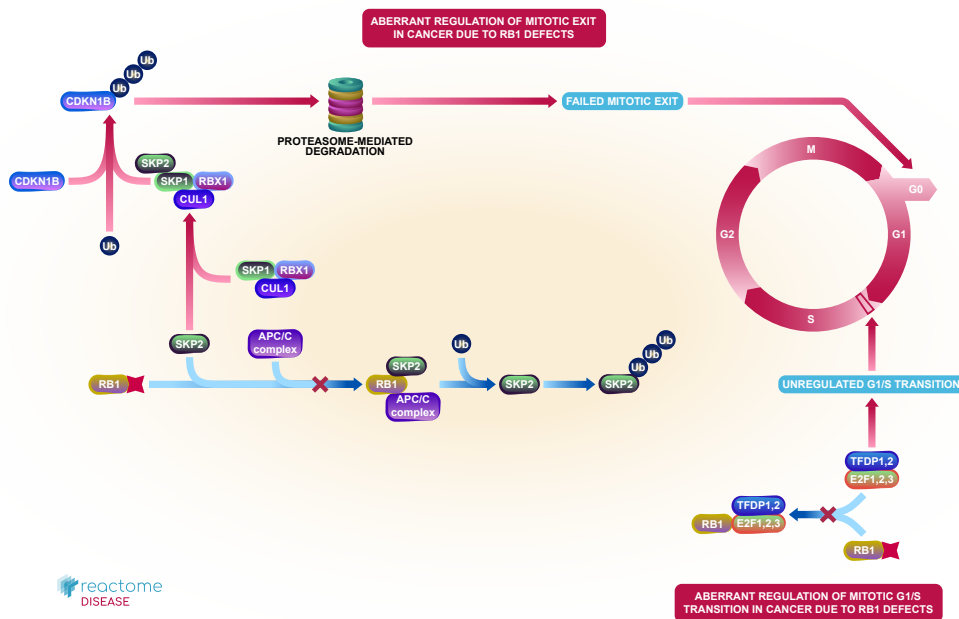 ABERRANT REGULATION OF MITOTIC EXIT
IN CANCER DUE TO RB1 DEFECTS
Ub
Ub
Ub
CDKN1B
PROTEASOME-MEDIATED
DEGRADATION
FAILED MITOTIC EXIT
M
G0
G1
G2
S
SKP2
CDKN1B
SKP1
RBX1
CUL1
Ub
SKP1
RBX1
CUL1
SKP2
APC/C
complex
RB1
SKP2
RB1
APC/C
complex
Ub
SKP2
SKP2
Ub
Ub
Ub
UNREGULATED G1/S TRANSITION
TFDP1,2
E2F1,2,3
TFDP1,2
RB1
E2F1,2,3
RB1
reactome
DISEASE
ABERRANT REGULATION OF MITOTIC G1/S
TRANSITION IN CANCER DUE TO RB1 DEFECTS